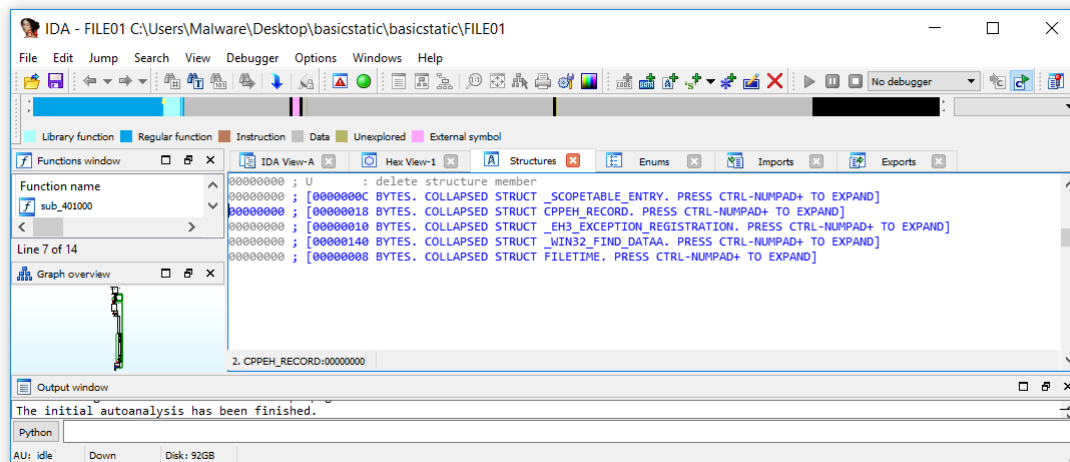 IDA - FILE01 C:\Users\Malware\Desktop\basicstatic\basicstatic\FILE01
File Edit Jump Search View Debugger Options Windows Help
No debugger
Library function Regular function Instruction Data Unexplored External symbol
Functions window
IDA View-A Hex View-1 Structures Enums Imports Exports
Function name
sub_401000
Line 7 of 14
Graph overview
00000000 ; U : delete structure member
00000000 ; [0000000C BYTES. COLLAPSED STRUCT _SCOPETABLE_ENTRY. PRESS CTRL-NUMPAD+ TO EXPAND]
00000000 ; [00000018 BYTES. COLLAPSED STRUCT CPPEH_RECORD. PRESS CTRL-NUMPAD+ TO EXPAND]
00000000 ; [00000010 BYTES. COLLAPSED STRUCT _EH3_EXCEPTION_REGISTRATION. PRESS CTRL-NUMPAD+ TO EXPAND]
00000000 ; [00000140 BYTES. COLLAPSED STRUCT _WIN32_FIND_DATAA. PRESS CTRL-NUMPAD+ TO EXPAND]
00000000 ; [00000008 BYTES. COLLAPSED STRUCT FILETIME. PRESS CTRL-NUMPAD+ TO EXPAND]
2. CPPEH_RECORD:00000000
Output window
The initial autoanalysis has been finished.
Python
AU: idle Down Disk: 92GB